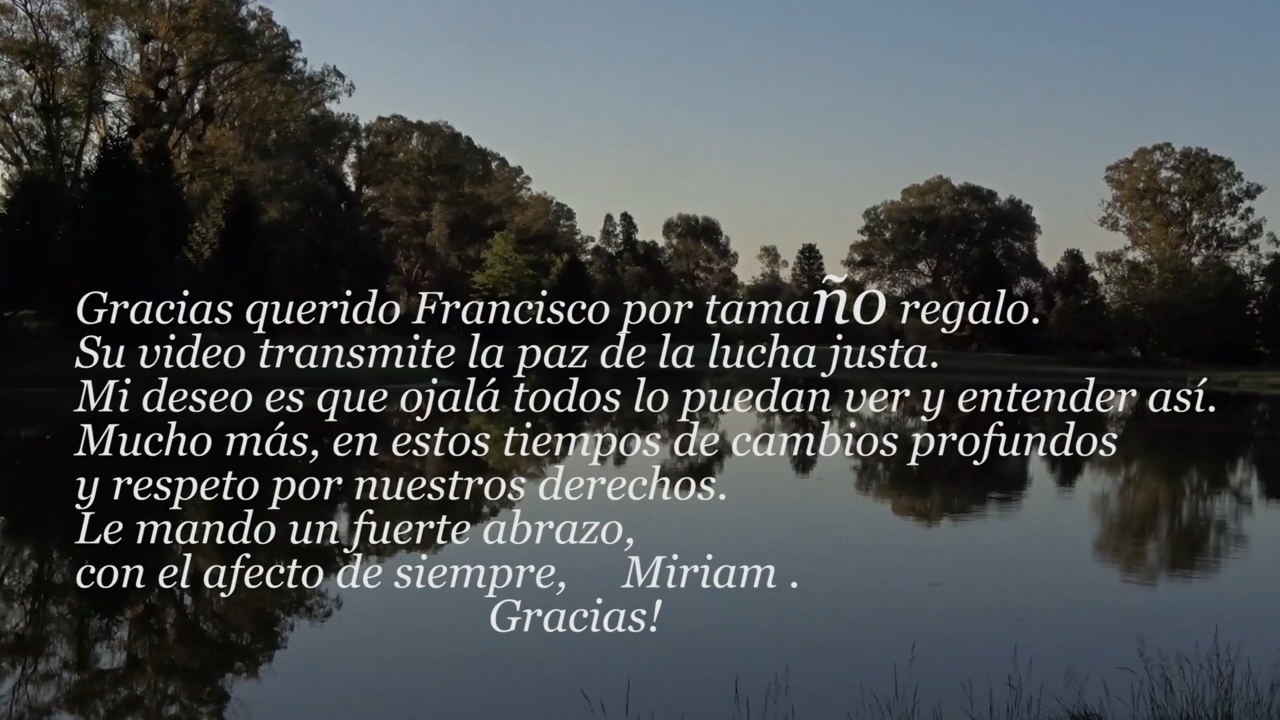 Gracias querido Francisco por tamaño regalo.
Su video transmite la paz de la lucha justa.
Mi deseo es que ojalá todos lo puedan ver y entender así.
Mucho más, en estos tiempos de cambios profundos
y respeto por nuestros derechos.
Le mando un fuerte abrazo,
con el afecto de siempre, Miriam .
Gracias!